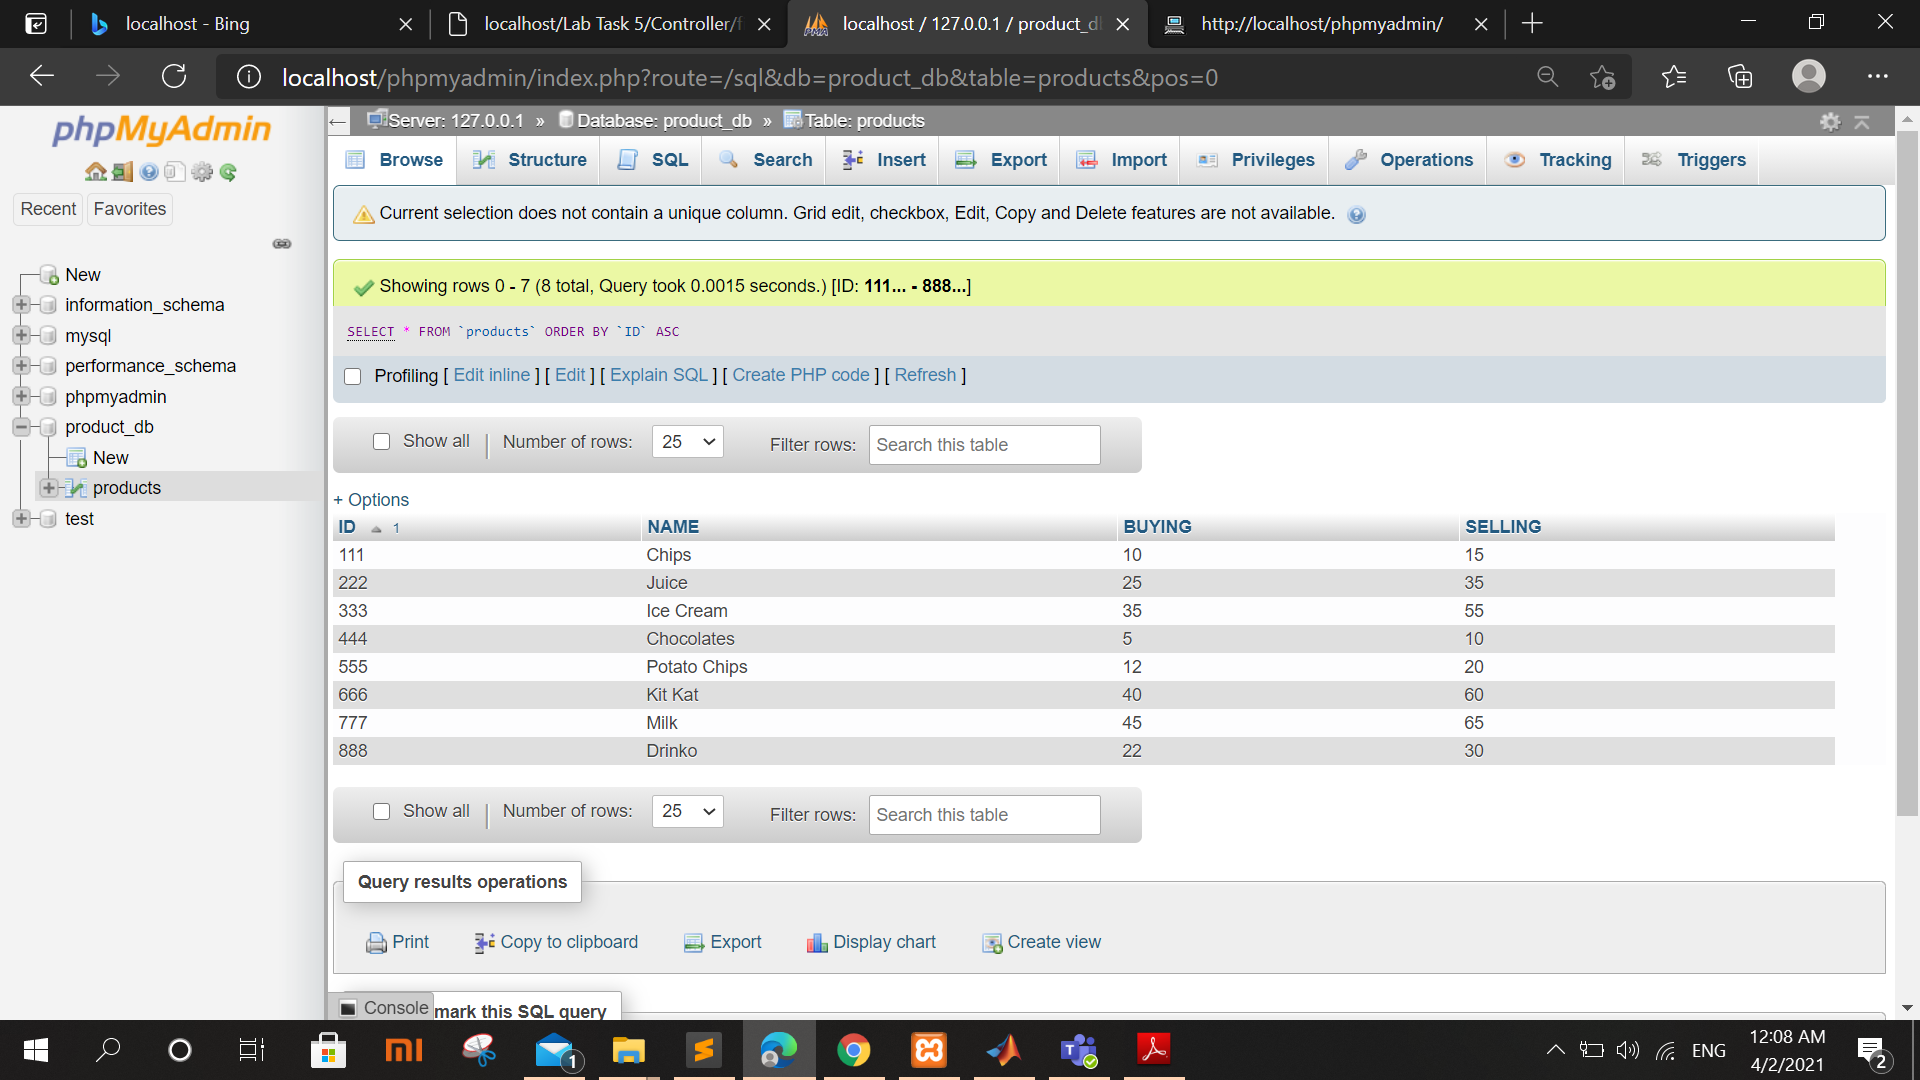 localhost - Bing
localhost/Lab Task 5/Controller/f
localhost / 127.0.0.1 / product_d
http://localhost/phpmyadmin/
localhost/phpmyadmin/index.php?route=/sql&db=product_db&table=products&pos=0
phpMyAdmin
Recent
Favorites
New
information_schema
mysql
performance_schema
phpmyadmin
product_db
New
products
test
Server: 127.0.0.1 » Database: product_db » Table: products
Browse Structure SQL Search Insert Export Import Privileges Operations Tracking Triggers
Current selection does not contain a unique column. Grid edit, checkbox, Edit, Copy and Delete features are not available.
Showing rows 0 - 7 (8 total, Query took 0.0015 seconds.) [ID: 111... - 888...]
SELECT * FROM `products` ORDER BY `ID` ASC
Profiling [ Edit inline ] [ Edit ] [ Explain SQL ] [ Create PHP code ] [ Refresh ]
Show all Number of rows: 25 Filter rows: Search this table
+ Options
ID 1 NAME BUYING SELLING
111 Chips 10 15
222 Juice 25 35
333 Ice Cream 35 55
444 Chocolates 5 10
555 Potato Chips 12 20
666 Kit Kat 40 60
777 Milk 45 65
888 Drinko 22 30
Show all Number of rows: 25 Filter rows: Search this table
Query results operations
Print Copy to clipboard Export Display chart Create view
Console mark this SQL query
1
ENG
12:08 AM
4/2/2021
2